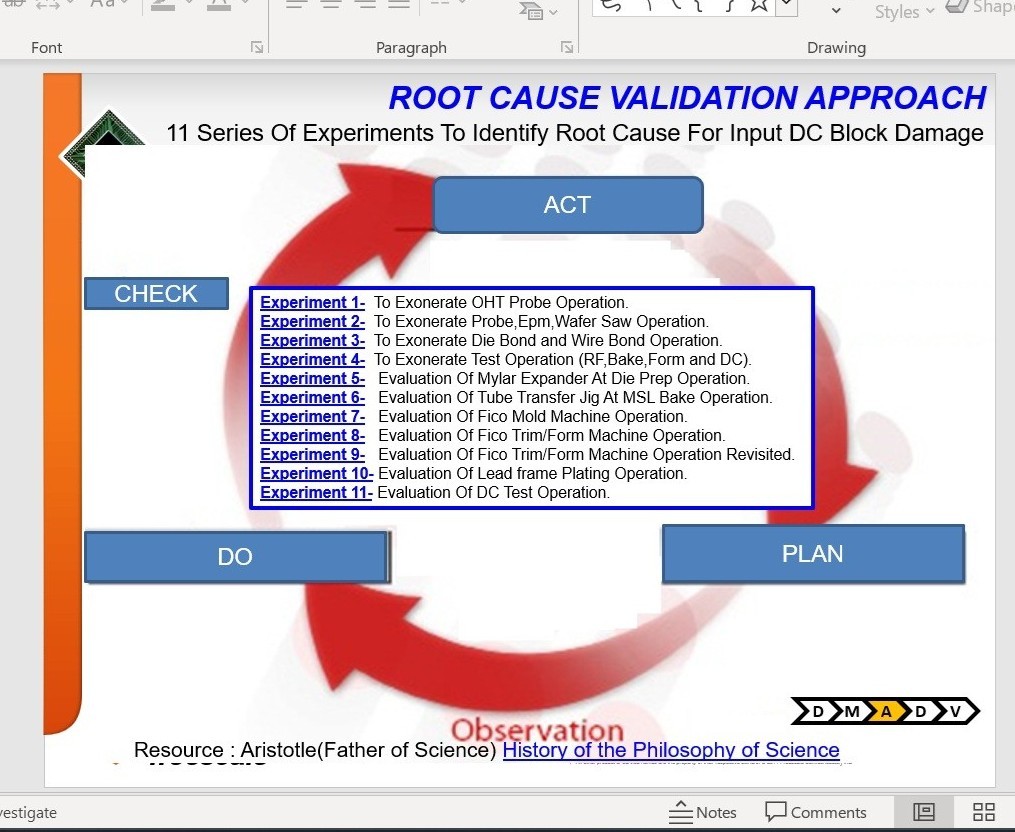 Aa
Font
Paragraph
Styles
Drawing
ROOT CAUSE VALIDATION APPROACH
11 Series Of Experiments To Identify Root Cause For Input DC Block Damage
ACT
CHECK
Experiment 1- To Exonerate OHT Probe Operation.
Experiment 2- To Exonerate Probe,Epm,Wafer Saw Operation.
Experiment 3- To Exonerate Die Bond and Wire Bond Operation.
Experiment 4- To Exonerate Test Operation (RF,Bake,Form and DC).
Experiment 5- Evaluation Of Mylar Expander At Die Prep Operation.
Experiment 6- Evaluation Of Tube Transfer Jig At MSL Bake Operation.
Experiment 7- Evaluation Of Fico Mold Machine Operation.
Experiment 8- Evaluation Of Fico Trim/Form Machine Operation.
Experiment 9- Evaluation Of Fico Trim/Form Machine Operation Revisited.
Experiment 10- Evaluation Of Lead frame Plating Operation.
Experiment 11- Evaluation Of DC Test Operation.
DO
PLAN
D M A D V
Observation
Resource : Aristotle(Father of Science) History of the Philosophy of Science
Notes
Comments